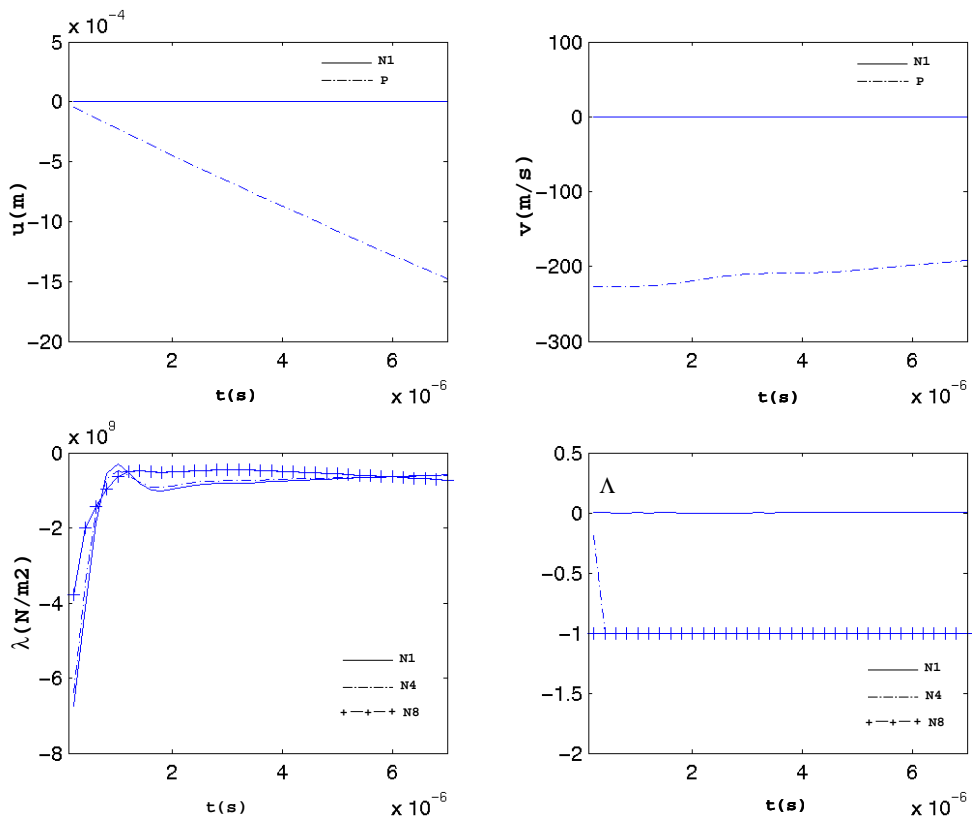 x 10⁻⁴
5
0
−5
−10
−15
−20
u(m)
N1
P
2 4 6
t(s)
x 10⁻⁶
100
0
−100
−200
−300
v(m/s)
N1
P
2 4 6
t(s)
x 10⁻⁶
x 10⁹
0
−2
−4
−6
−8
λ(N/m2)
N1
N4
N8
2 4 6
t(s)
x 10⁻⁶
0.5
0
−0.5
−1
−1.5
−2
Λ
N1
N4
N8
2 4 6
t(s)
x 10⁻⁶